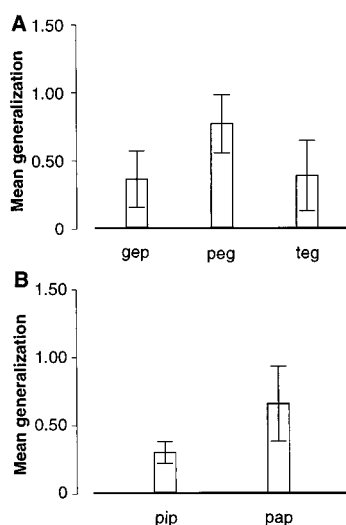 A
1.50
1.00
0.50
0
Mean generalization
gep peg teg
B
1.50
1.00
0.50
0
Mean generalization
pip pap